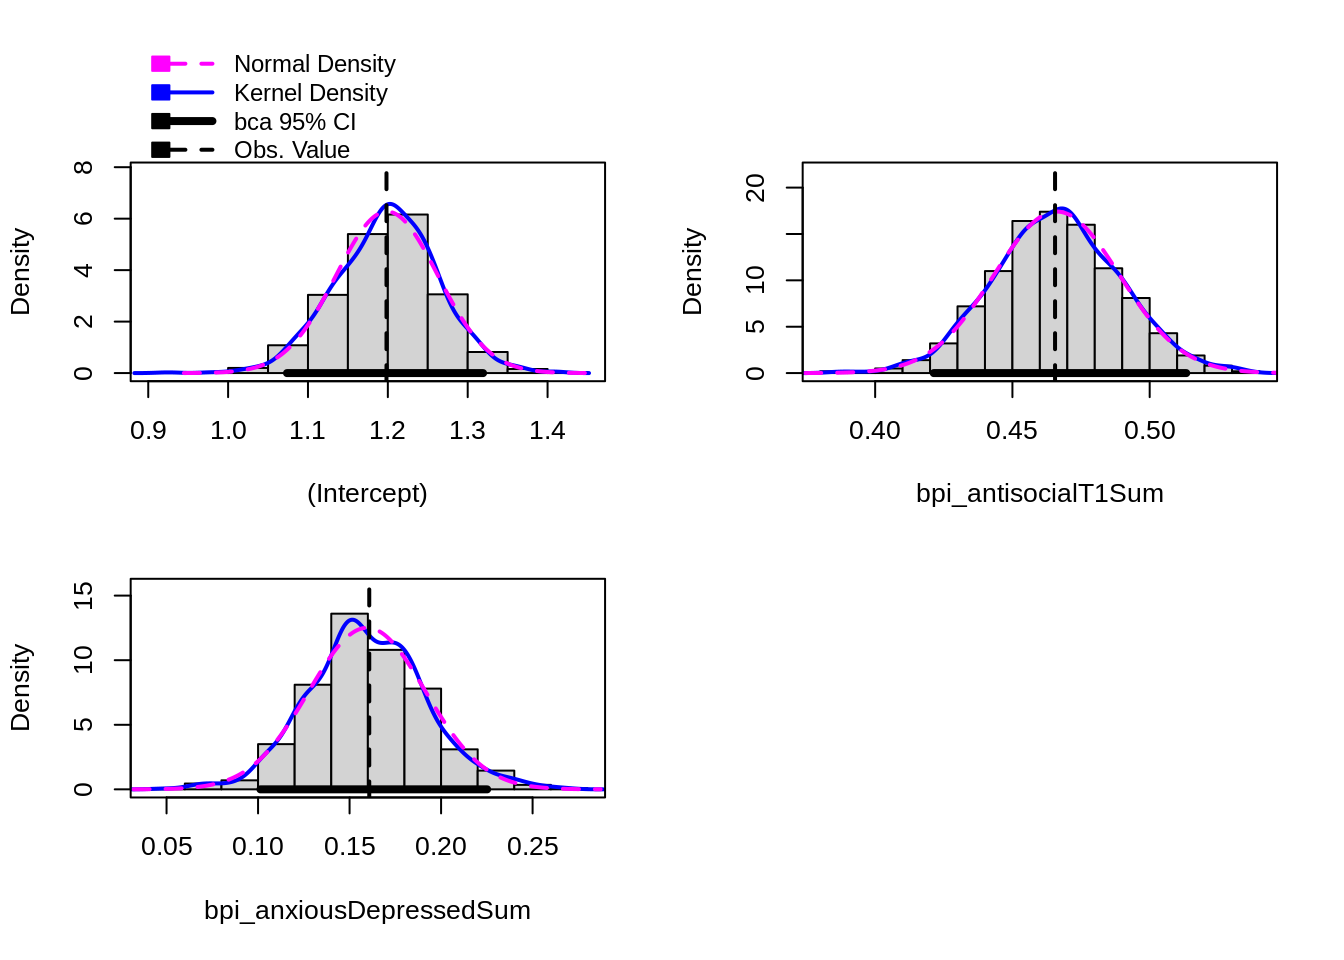 Normal Density
Kernel Density
bca 95% CI
Obs. Value
Density
0 2 4 6 8
0.9 1.0 1.1 1.2 1.3 1.4
(Intercept)
Density
0 5 10 20
0.40 0.45 0.50
bpi_antisocialT1Sum
Density
0 5 10 15
0.05 0.10 0.15 0.20 0.25
bpi_anxiousDepressedSum